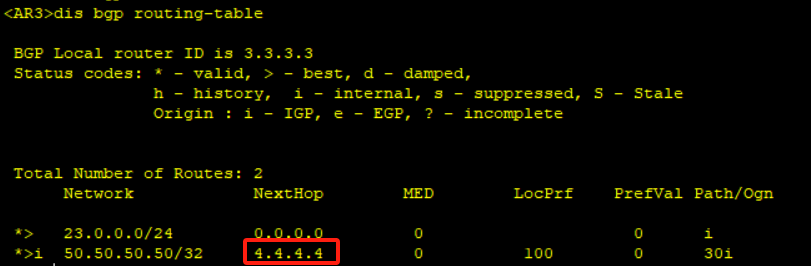 <AR3>dis bgp routing-table
BGP Local router ID is 3.3.3.3
Status codes: * - valid, > - best, d - damped,
h - history, i - internal, s - suppressed, S - Stale
Origin : i - IGP, e - EGP, ? - incomplete
Total Number of Routes: 2
Network NextHop MED LocPrf PrefVal Path/Ogn
*> 23.0.0.0/24 0.0.0.0 0 0 i
*>i 50.50.50.50/32 4.4.4.4 0 100 0 30i